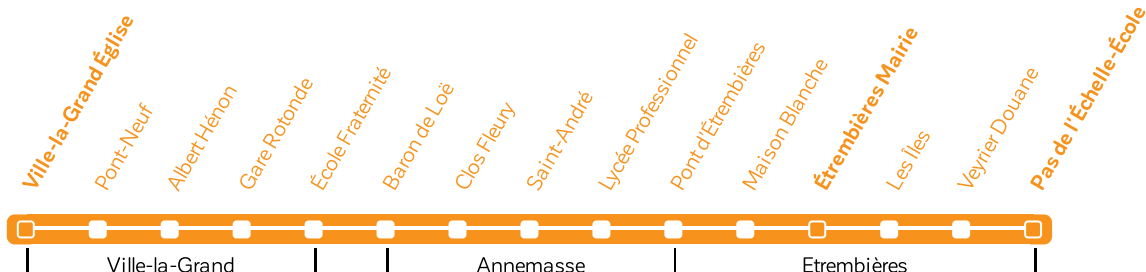 Ville-la-Grand Église
Pont-Neuf
Albert Hénon
Gare Rotonde
École Fraternité
Baron de Loë
Clos Fleury
Saint-André
Lycée Professionnel
Pont d'Étrembières
Maison Blanche
Étrembières Mairie
Les Îles
Veyrier Douane
Pas de l'Échelle-École
Ville-la-Grand
Annemasse
Etrembières